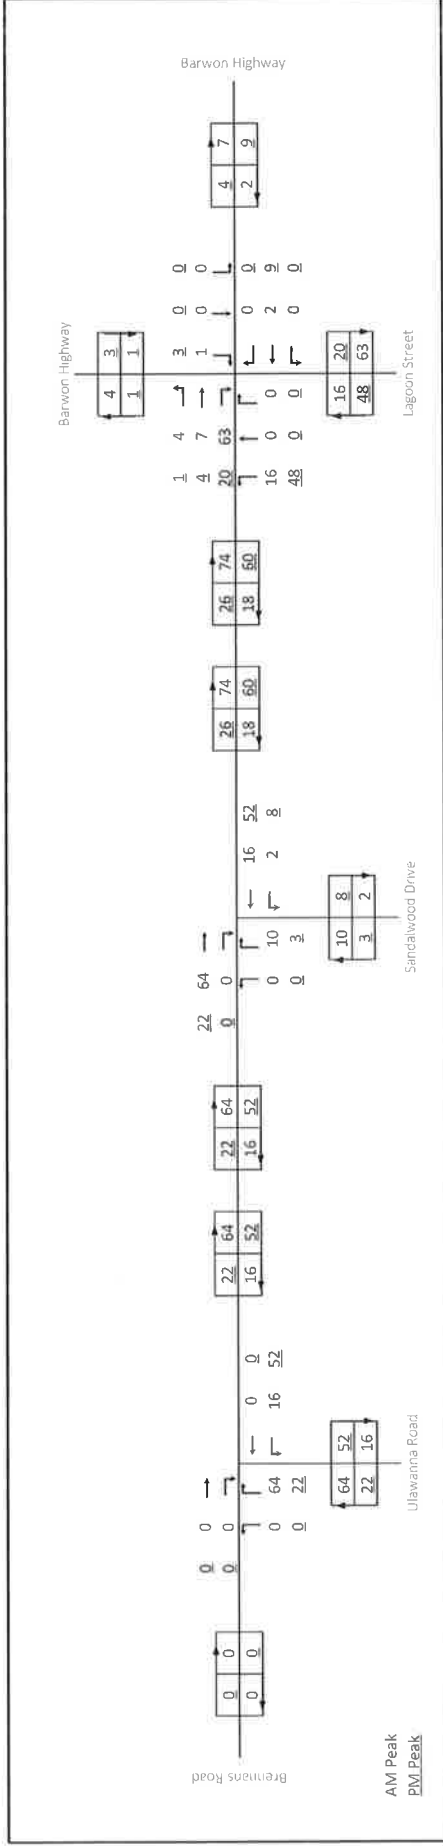 Brennans Road
0 0
0 0
0 0
0 0
0 64 22
0 0
0 52
16 52
64 52
22 16
Ulawanna Road
22 64
16 52
22 64
16 52
22 64
0 0
0 10
0 3
16 52
2 8
10 8
3 2
Sandalwood Drive
26 74
18 60
26 74
18 60
Barwon Highway
4 3
1 1
1 4
4 7
20 63
3 0 0
1 0 0
16 0 0
48 0 0
0 0
2 9
0 0
16 20
48 63
Lagoon Street
4 7
2 9
Barwon Highway
AM Peak
PM Peak